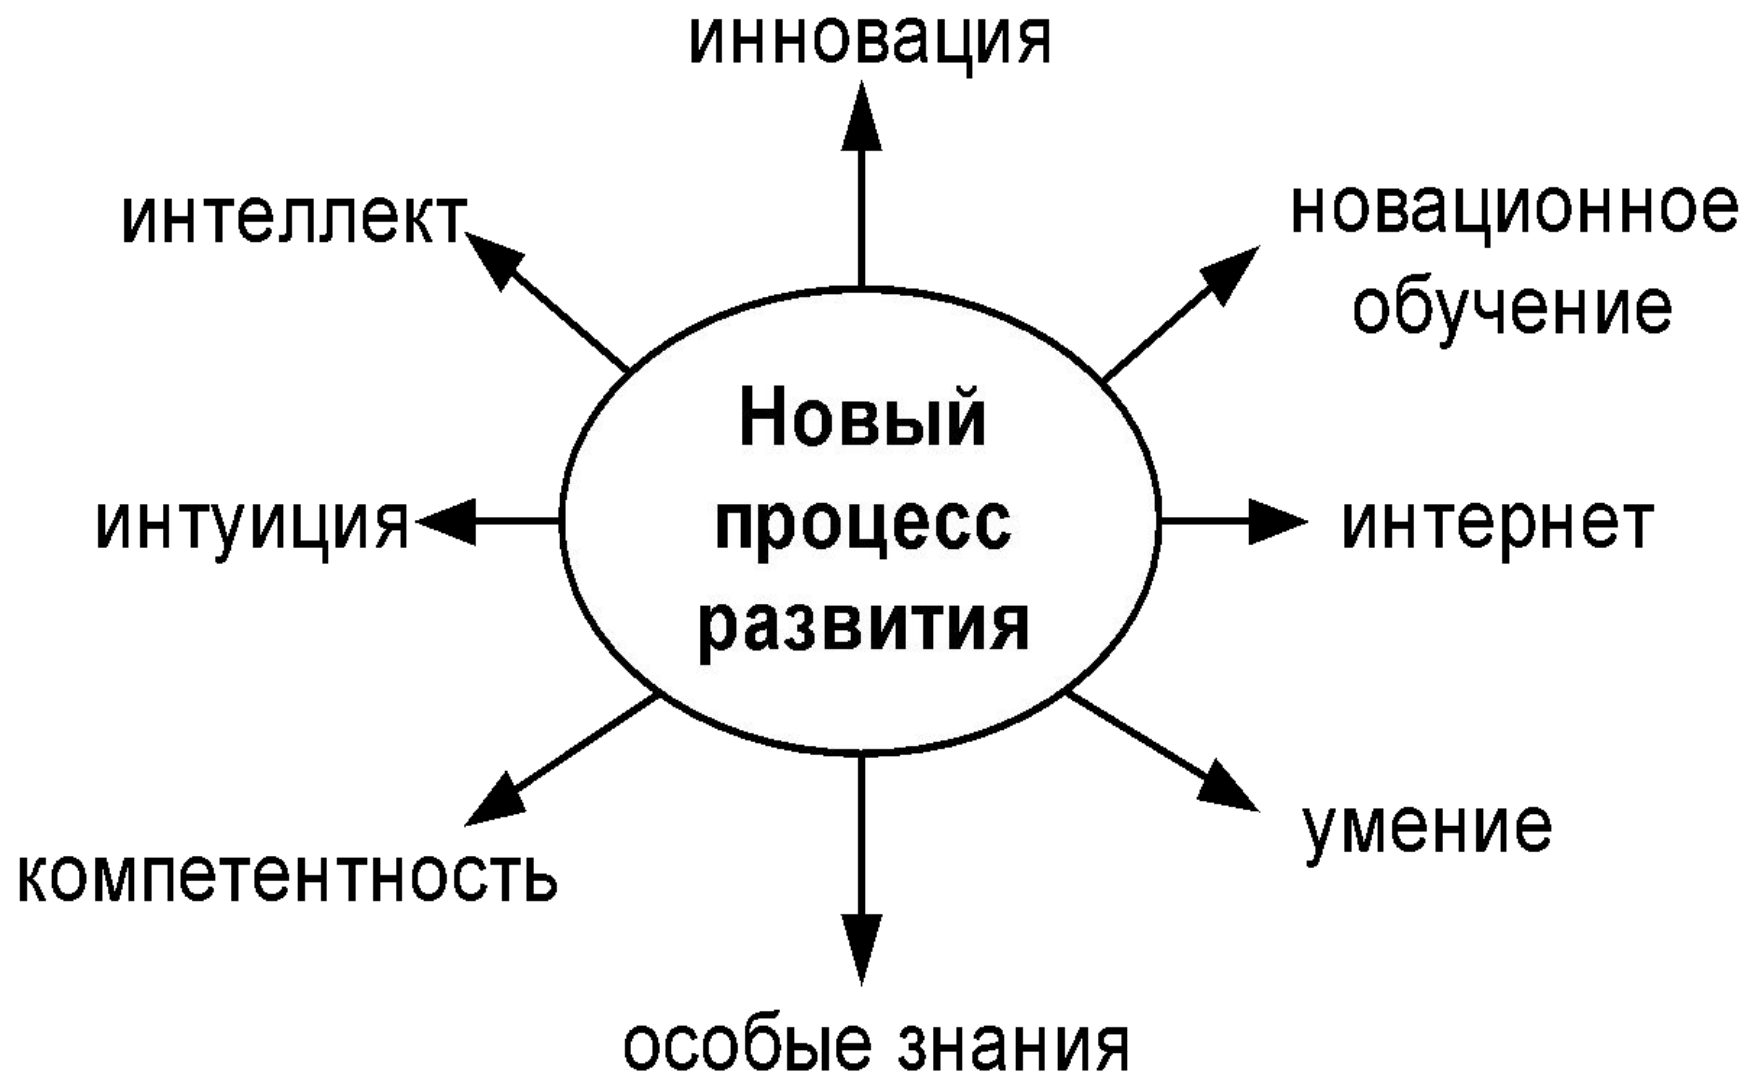 инновация
интеллект
новационное
обучение
Новый
процесс
развития
интуиция
интернет
компетентность
умение
особые знания